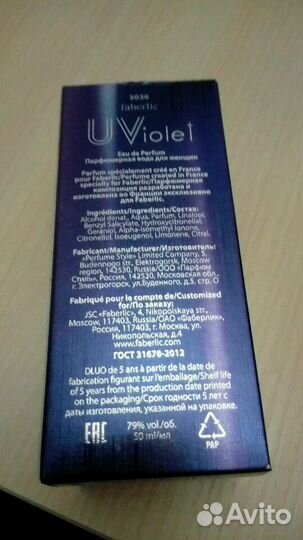 3036
faberlic
UViolet
Eau de Parfum
Парфюмерная вода для женщин
Parfum spécialement créé en France
pour Faberlic/Perfume created in France
specially for Faberlic/Парфюмерная
композиция разработана и
изготовлена во Франции эксклюзивно
для Faberlic.
Ingrédients/Ingredients/Состав:
Alcohol denat., Aqua, Parfum, Linalool,
Benzyl Salicylate, Hydroxycitronellal,
Geraniol, Alpha-Isomethyl Ionone,
Citronellol, Isoeugenol, Limonene, Citral.
Fabricant/Manufacturer/Изготовитель:
«Perfume Style» Limited Company, 5,
Budennogo str., Elektrogorsk, Moscow
region, 142530, Russia/ООО «Парфюм
Стиль», Россия, 142530, Московская обл.,
г. Электрогорск, ул.Буденного, д.5, стр. О
Fabriqué pour le compte de/Customized
for/По заказу:
JSC «Faberlic», 4, Nikopolskaya str.,
Moscow, 117403, Russia/ОАО «Фаберлик»,
Россия, 117403, г. Москва, ул.
Никопольская, д.4
www.faberlic.com
ГОСТ 31678-2012
DLUO de 5 ans à partir de la date de
fabrication figurant sur l'emballage/Shelf life
of 5 years from the production date printed
on the packaging/Срок годности 5 лет с
даты изготовления, указанной на упаковке.
EAC
79% vol./об.
50 ml/мл
PAP
Avito